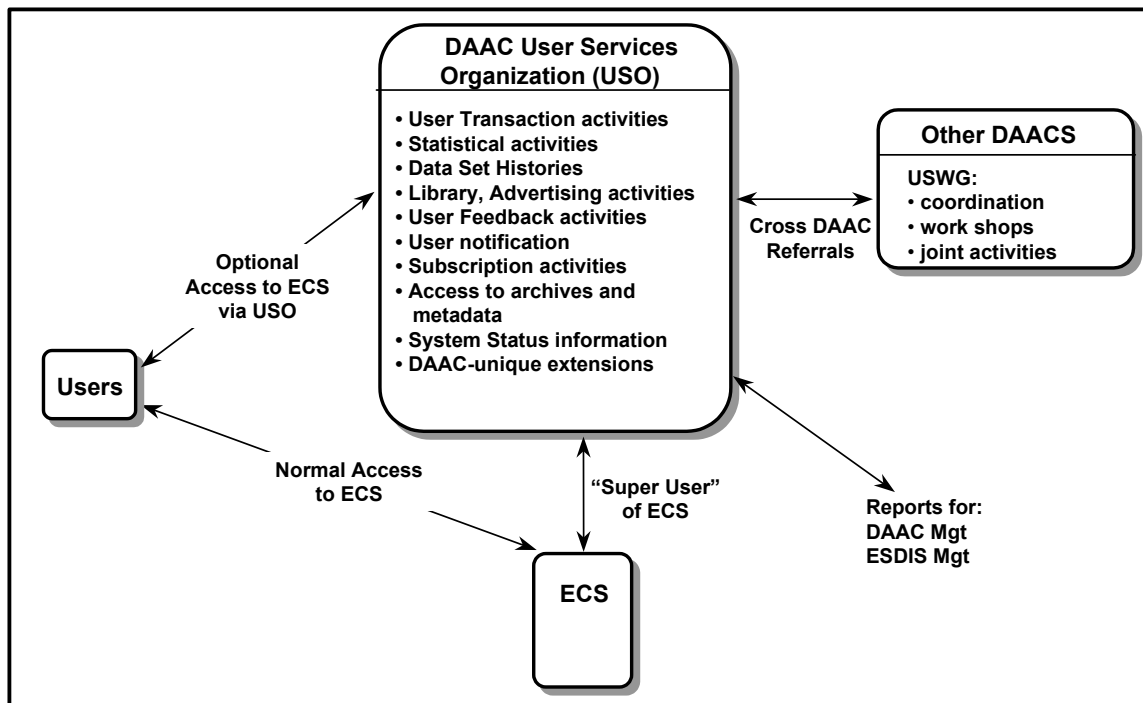 DAAC User Services
Organization (USO)
• User Transaction activities
• Statistical activities
• Data Set Histories
• Library, Advertising activities
• User Feedback activities
• User notification
• Subscription activities
• Access to archives and
metadata
• System Status information
• DAAC-unique extensions
Other DAACS
USWG:
• coordination
• work shops
• joint activities
Cross DAAC
Referrals
Optional
Access to ECS
via USO
Users
Normal Access
to ECS
“Super User”
of ECS
Reports for:
DAAC Mgt
ESDIS Mgt
ECS